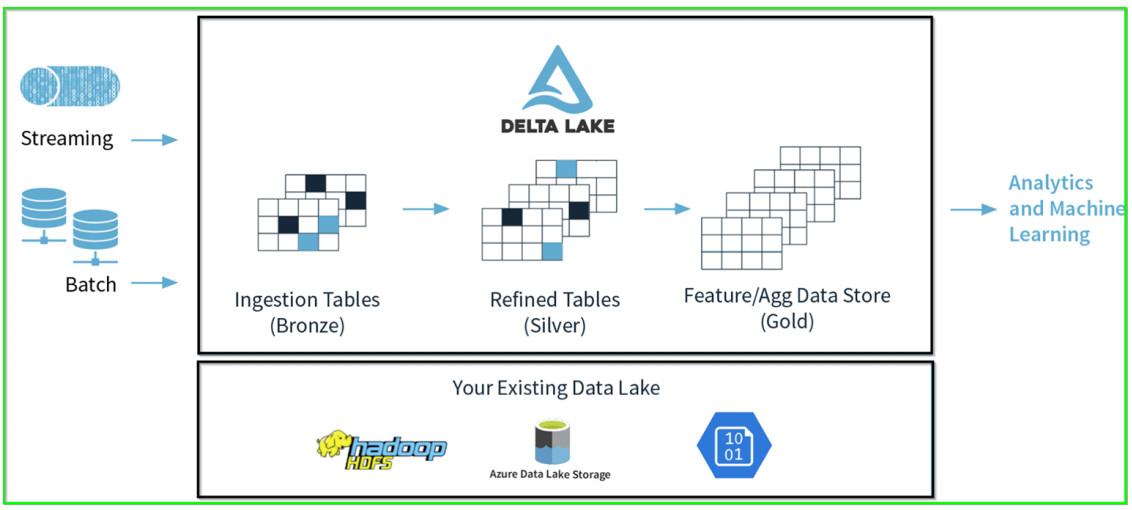 DELTA LAKE
Streaming
Batch
Ingestion Tables
(Bronze)
Refined Tables
(Silver)
Feature/Agg Data Store
(Gold)
Analytics
and Machine
Learning
Your Existing Data Lake
hadoop
HDFS
Azure Data Lake Storage
10
01